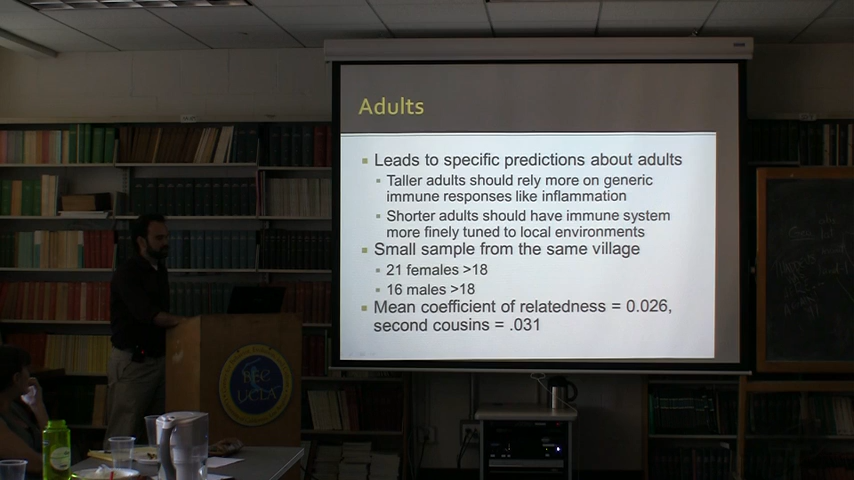 Adults
Leads to specific predictions about adults
Taller adults should rely more on generic
immune responses like inflammation
Shorter adults should have immune system
more finely tuned to local environments
Small sample from the same village
21 females >18
16 males >18
Mean coefficient of relatedness = 0.026,
second cousins = .031
BEC
UCLA